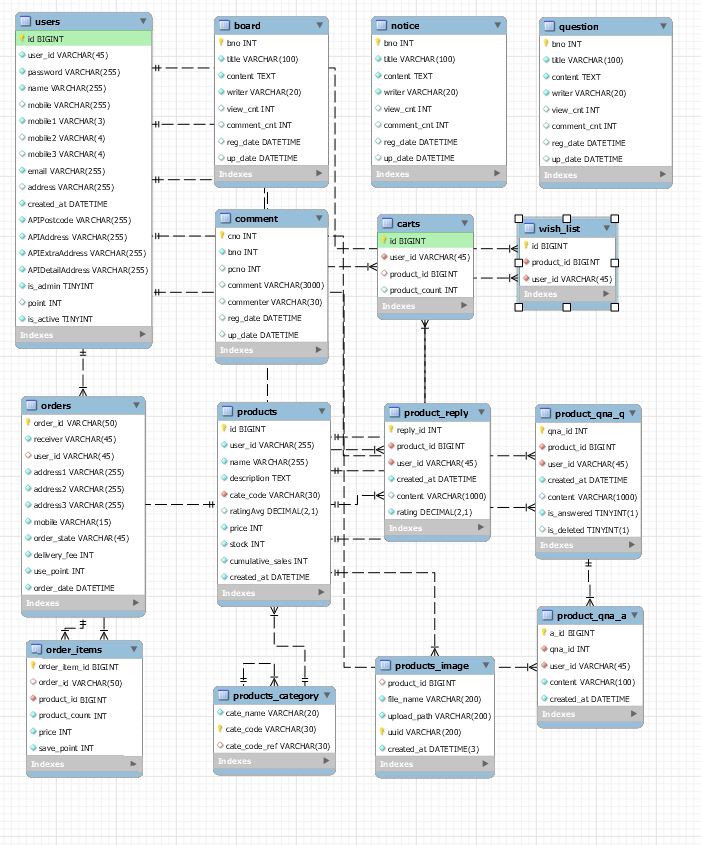 users
id BIGINT
user_id VARCHAR(45)
password VARCHAR(255)
name VARCHAR(255)
mobile VARCHAR(255)
mobile1 VARCHAR(3)
mobile2 VARCHAR(4)
mobile3 VARCHAR(4)
email VARCHAR(255)
address VARCHAR(255)
created_at DATETIME
APIPostcode VARCHAR(255)
APIAddress VARCHAR(255)
APIExtraAddress VARCHAR(255)
APIDetailAddress VARCHAR(255)
is_admin TINYINT
point INT
is_active TINYINT
Indexes
board
bno INT
title VARCHAR(100)
content TEXT
writer VARCHAR(20)
view_cnt INT
comment_cnt INT
reg_date DATETIME
up_date DATETIME
Indexes
notice
bno INT
title VARCHAR(100)
content TEXT
writer VARCHAR(20)
view_cnt INT
comment_cnt INT
reg_date DATETIME
up_date DATETIME
Indexes
question
bno INT
title VARCHAR(100)
content TEXT
writer VARCHAR(20)
view_cnt INT
comment_cnt INT
reg_date DATETIME
up_date DATETIME
Indexes
comment
cno INT
bno INT
pcno INT
comment VARCHAR(3000)
commenter VARCHAR(30)
reg_date DATETIME
up_date DATETIME
Indexes
carts
id BIGINT
user_id VARCHAR(45)
product_id BIGINT
product_count INT
Indexes
wish_list
id BIGINT
product_id BIGINT
user_id VARCHAR(45)
Indexes
orders
order_id VARCHAR(50)
receiver VARCHAR(45)
user_id VARCHAR(45)
address1 VARCHAR(255)
address2 VARCHAR(255)
address3 VARCHAR(255)
mobile VARCHAR(15)
order_state VARCHAR(45)
delivery_fee INT
use_point INT
order_date DATETIME
Indexes
products
id BIGINT
user_id VARCHAR(255)
name VARCHAR(255)
description TEXT
cate_code VARCHAR(30)
ratingAvg DECIMAL(2,1)
price INT
stock INT
cumulative_sales INT
created_at DATETIME
Indexes
product_reply
reply_id INT
product_id BIGINT
user_id VARCHAR(45)
created_at DATETIME
content VARCHAR(1000)
rating DECIMAL(2,1)
Indexes
product_qna_q
qna_id INT
product_id BIGINT
user_id VARCHAR(45)
created_at DATETIME
content VARCHAR(1000)
is_answered TINYINT(1)
is_deleted TINYINT(1)
Indexes
order_items
order_item_id BIGINT
order_id VARCHAR(50)
product_id BIGINT
product_count INT
price INT
save_point INT
Indexes
products_category
cate_name VARCHAR(20)
cate_code VARCHAR(30)
cate_code_ref VARCHAR(30)
Indexes
products_image
product_id BIGINT
file_name VARCHAR(200)
upload_path VARCHAR(200)
uuid VARCHAR(200)
created_at DATETIME(3)
Indexes
product_qna_a
a_id BIGINT
qna_id INT
user_id VARCHAR(45)
content VARCHAR(100)
created_at DATETIME
Indexes